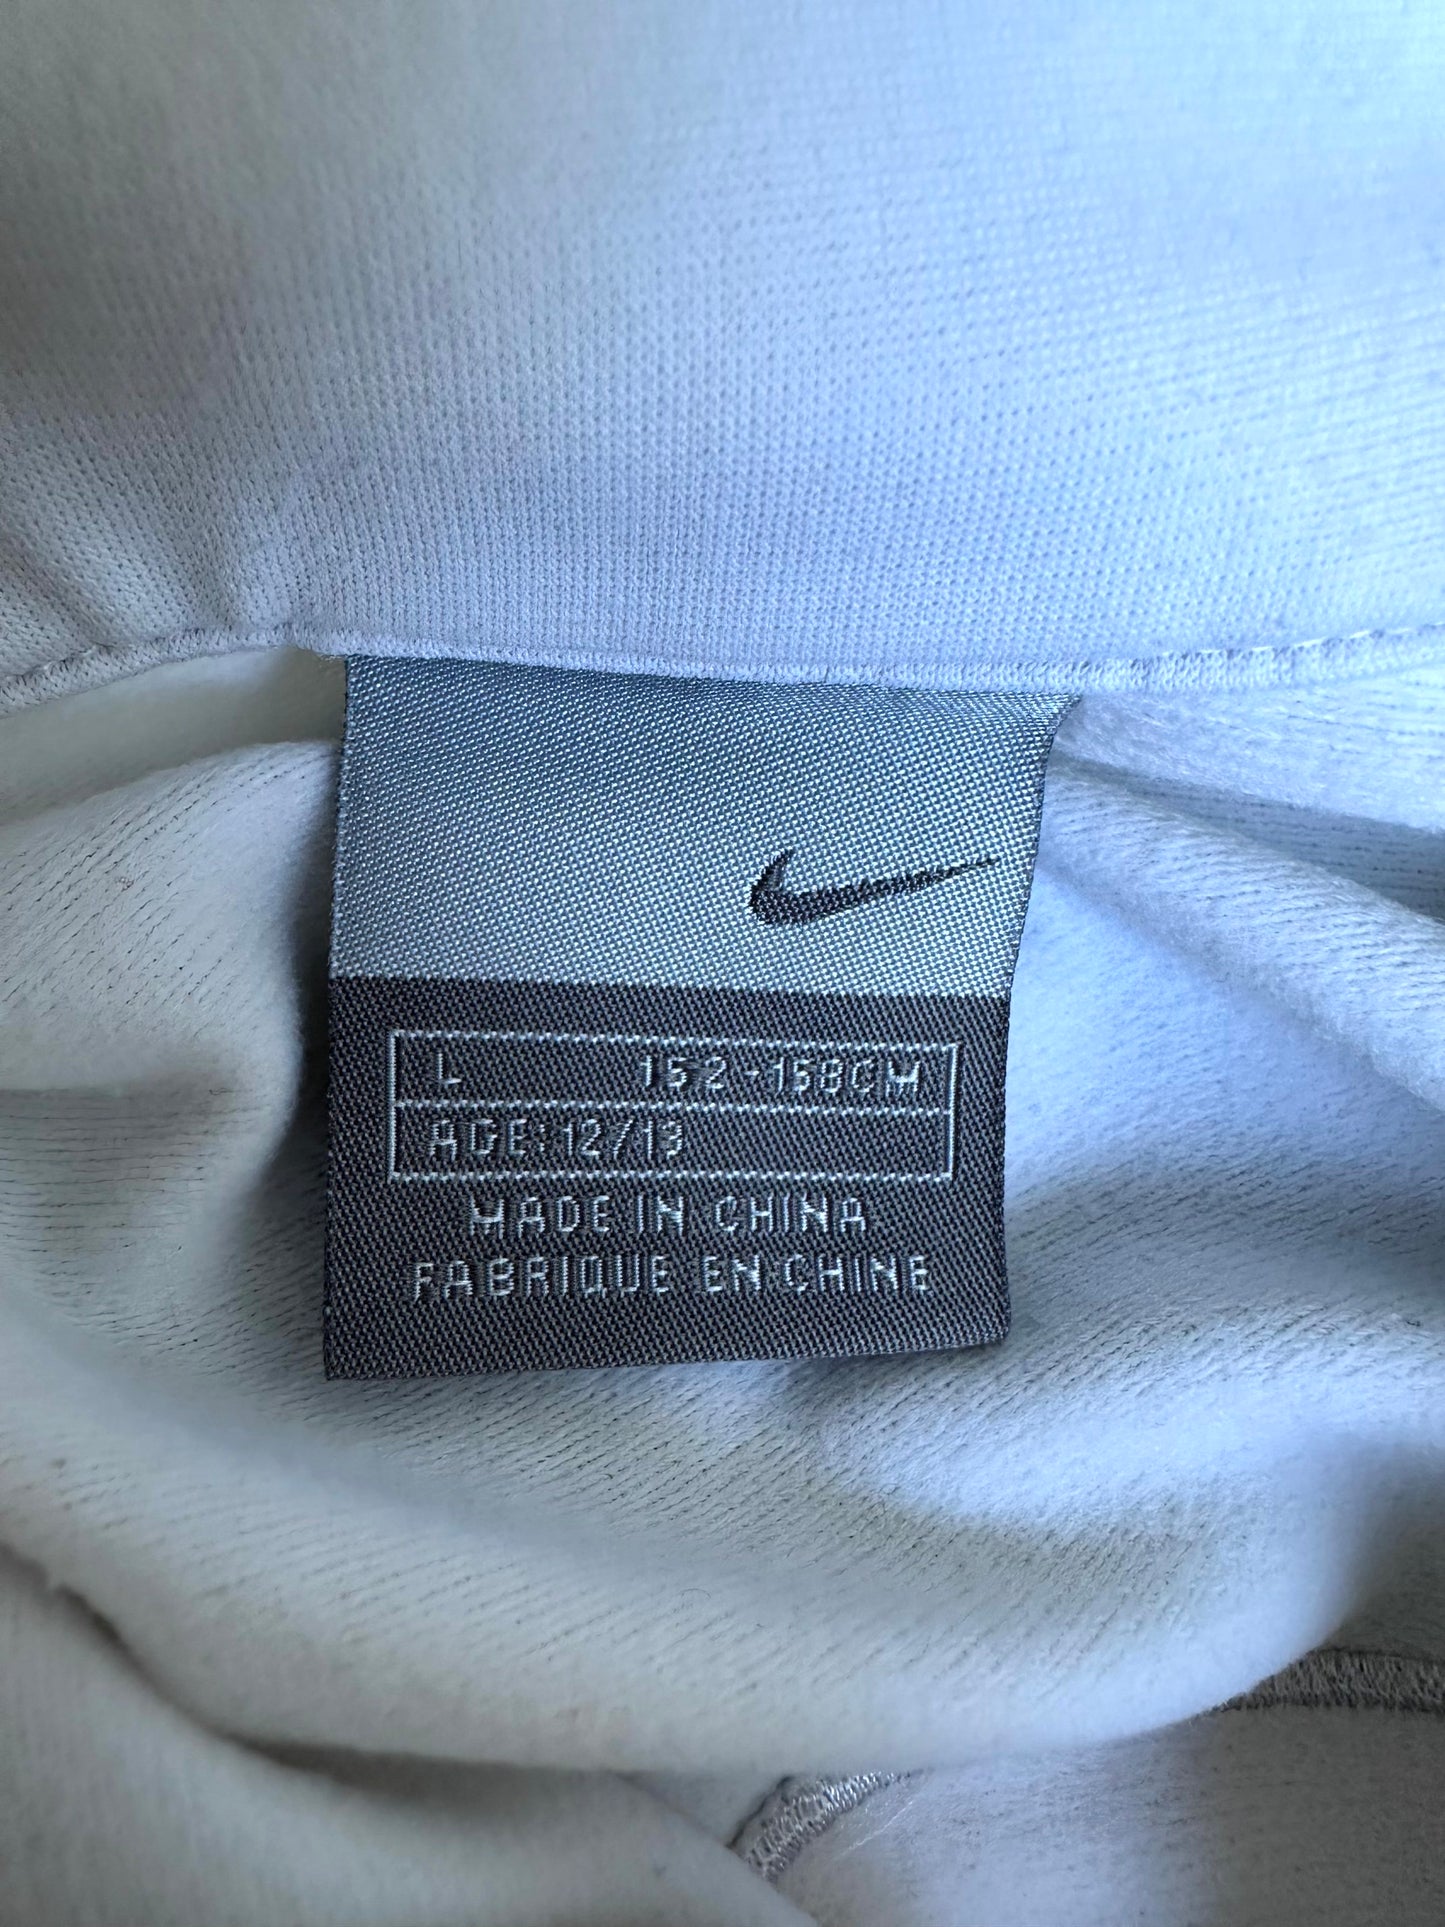 L 152-158CM
AGE: 12/13
MADE IN CHINA
FABRIQUE EN CHINE